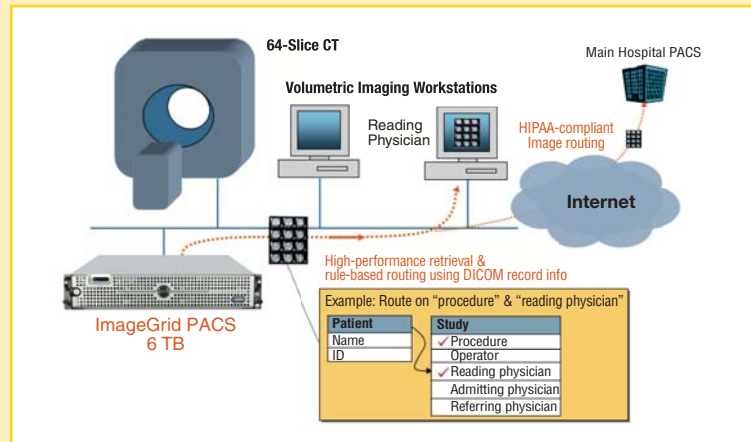 64-Slice CT
Main Hospital PACS
Volumetric Imaging Workstations
Reading
Physician
HIPAA-compliant
Image routing
Internet
High-performance retrieval &
rule-based routing using DICOM record info
ImageGrid PACS
6 TB
Example: Route on “procedure” & “reading physician”
Patient
Name
ID
Study
✓Procedure
Operator
✓Reading physician
Admitting physician
Referring physician